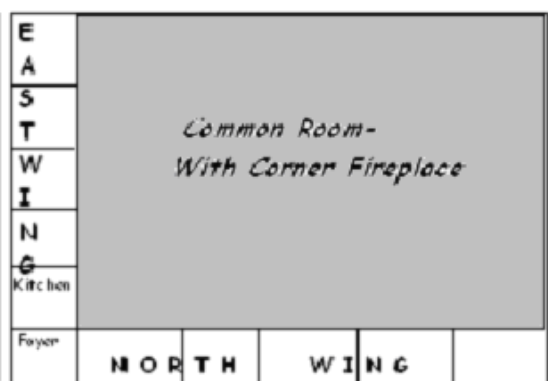 EAST WING
Common Room-
With Corner Fireplace
Kitchen
Foyer
NORTH WING